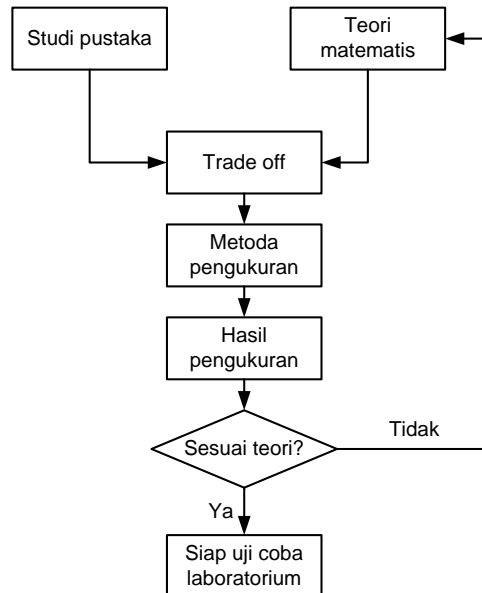 Studi pustaka
Teori
matematis
Trade off
Metoda
pengukuran
Hasil
pengukuran
Sesuai teori?
Tidak
Ya
Siap uji coba
laboratorium